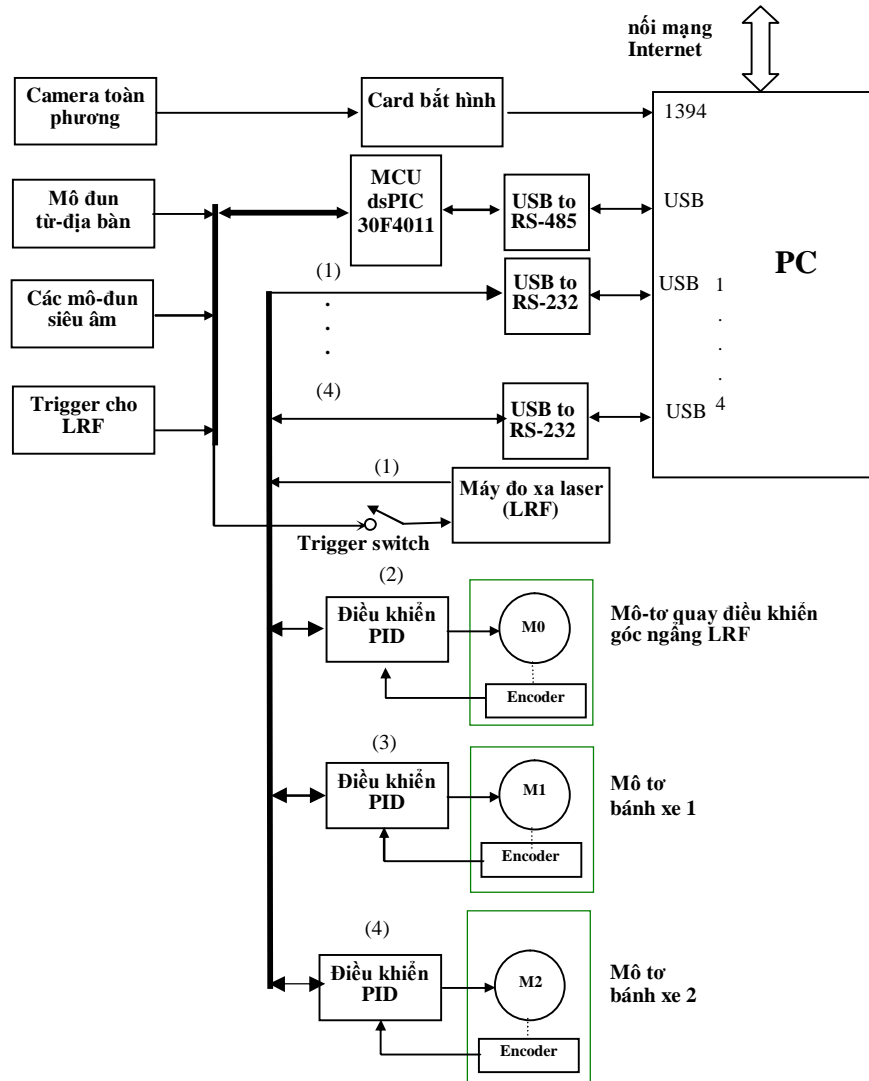 nối mạng
Internet
Camera toàn
phương
Card bắt hình
1394
Mô đun
từ-địa bàn
MCU
dsPIC
30F4011
USB to
RS-485
USB
PC
(1)
Các mô-đun
siêu âm
USB to
RS-232
USB 1
.
.
.
.
.
.
Trigger cho
LRF
(4)
USB to
RS-232
USB 4
(1)
Máy đo xa laser
(LRF)
Trigger switch
(2)
Điều khiển
PID
M0
Encoder
Mô-tơ quay điều khiến
góc ngẩng LRF
(3)
Điều khiển
PID
M1
Encoder
Mô tơ
bánh xe 1
(4)
Điều khiển
PID
M2
Encoder
Mô tơ
bánh xe 2